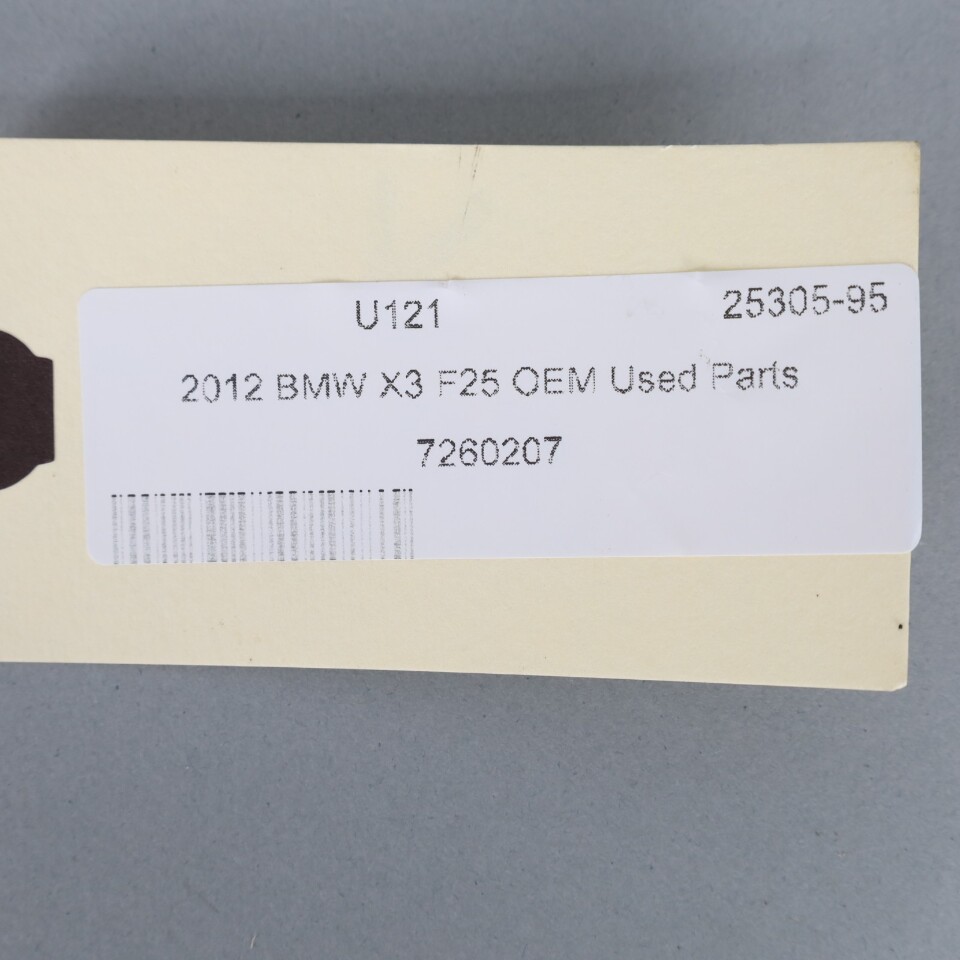 U121 25305-95
2012 BMW X3 F25 OEM Used Parts
7260207